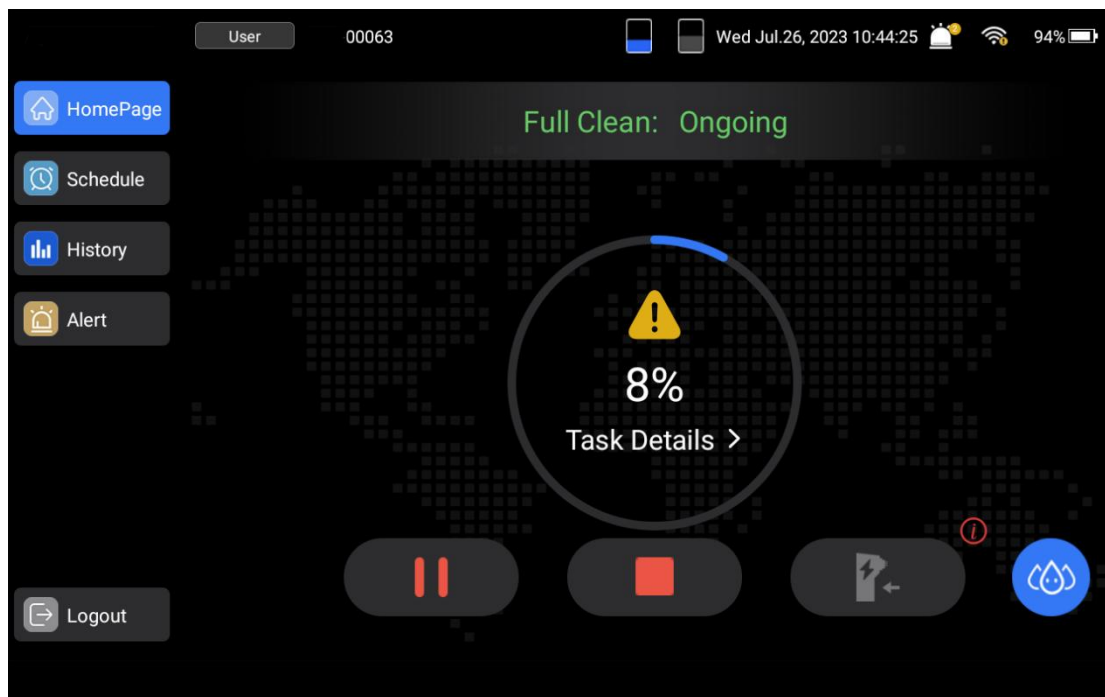 User
00063
Wed Jul.26, 2023 10:44:25
2
94%
HomePage
Full Clean: Ongoing
Schedule
History
Alert
8%
Task Details >
i
Logout